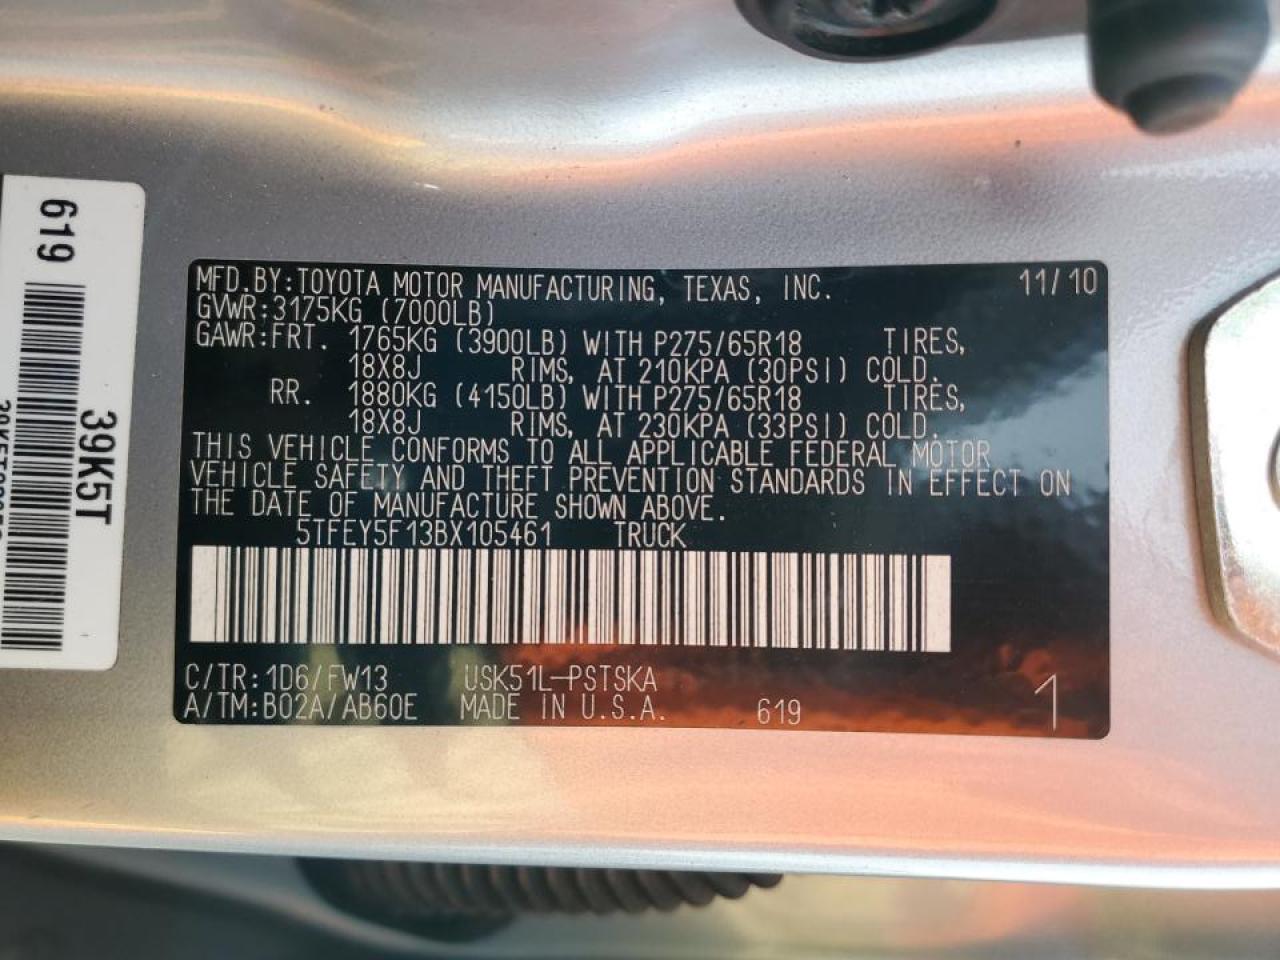 619
39K5T
MFD.BY:TOYOTA MOTOR MANUFACTURING, TEXAS, INC. 11/10
GVWR:3175KG (7000LB)
GAWR:FRT. 1765KG (3900LB) WITH P275/65R18 TIRES,
18X8J RIMS, AT 210KPA (30PSI) COLD.
RR. 1880KG (4150LB) WITH P275/65R18 TIRES,
18X8J RIMS, AT 230KPA (33PSI) COLD.
THIS VEHICLE CONFORMS TO ALL APPLICABLE FEDERAL MOTOR
VEHICLE SAFETY AND THEFT PREVENTION STANDARDS IN EFFECT ON
THE DATE OF MANUFACTURE SHOWN ABOVE.
5TFEY5F13BX105461 TRUCK
C/TR:1D6/FW13 USK51L-PSTSKA
A/TM:B02A/AB60E MADE IN U.S.A. 619 1